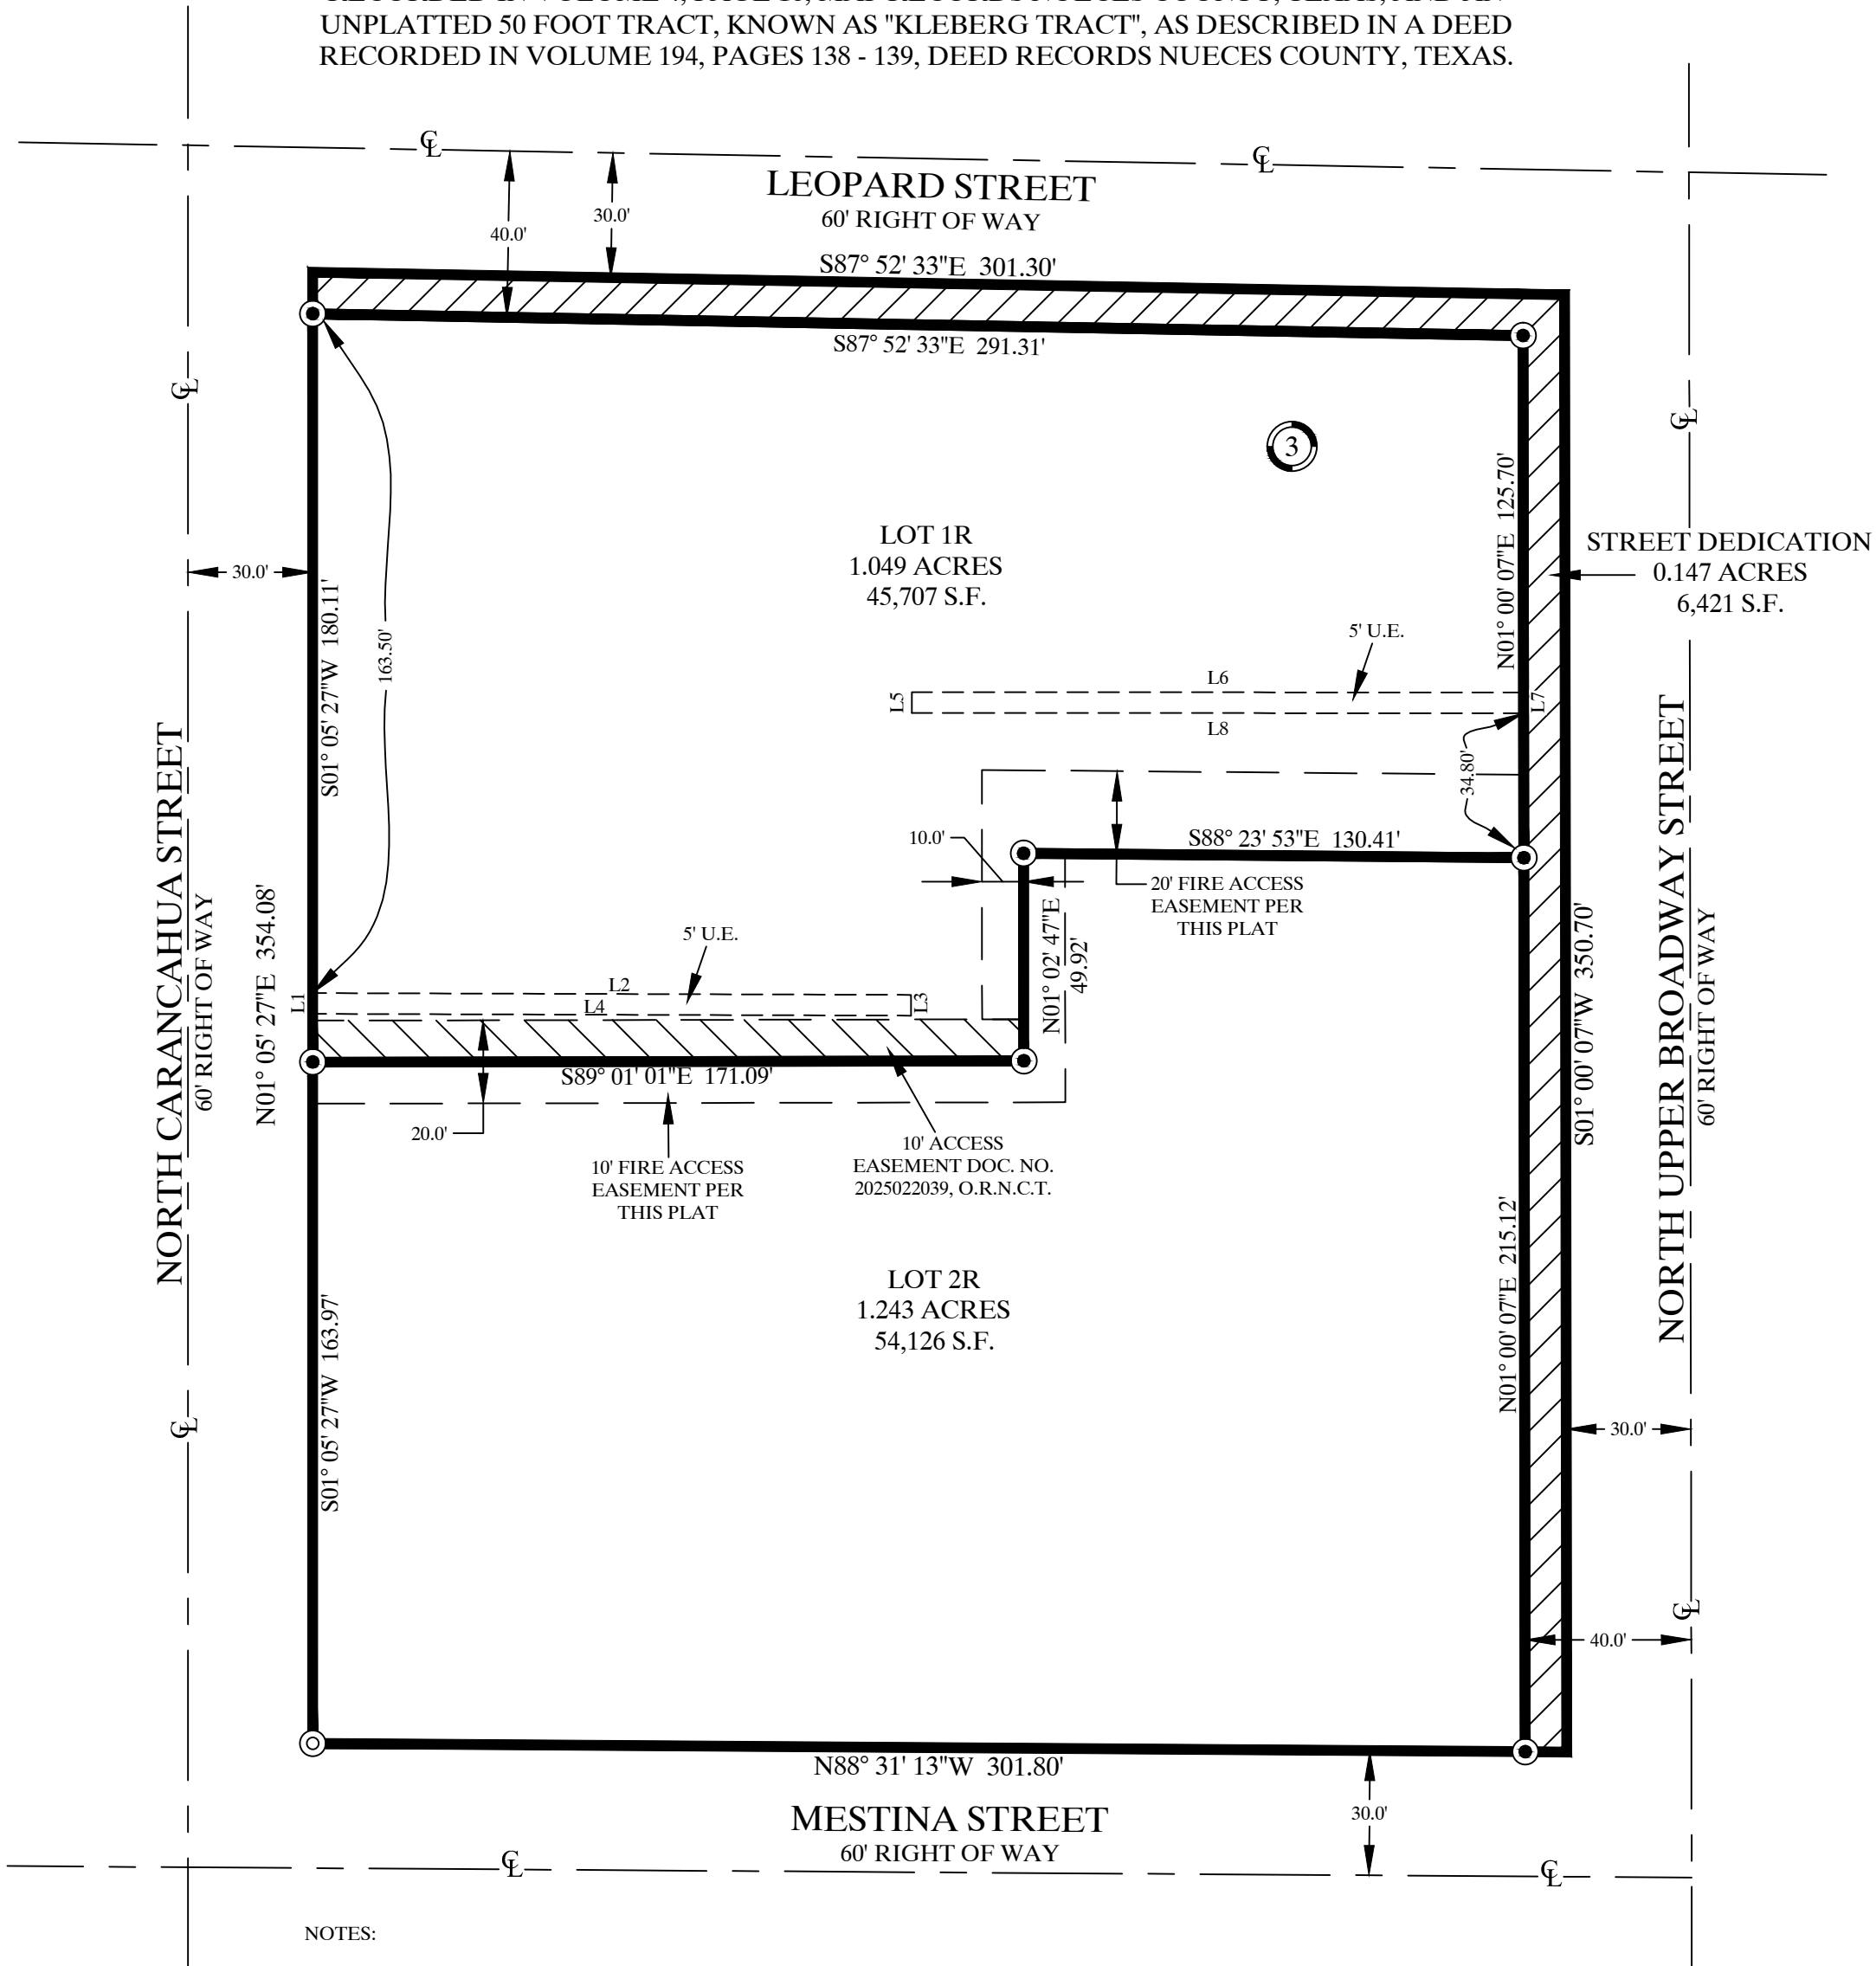 UNPLATTED 50 FOOT TRACT, KNOWN AS "KLEBERG TRACT", AS DESCRIBED IN A DEED
RECORDED IN VOLUME 194, PAGES 138 - 139, DEED RECORDS NUECES COUNTY, TEXAS.
℄
℄
LEOPARD STREET
60' RIGHT OF WAY
30.0'
40.0'
S87° 52' 33"E 301.30'
S87° 52' 33"E 291.31'
℄
℄
3
N01° 00' 07"E 125.70'
LOT 1R
1.049 ACRES
45,707 S.F.
STREET DEDICATION
0.147 ACRES
6,421 S.F.
30.0'
S01° 05' 27"W 180.11'
163.50'
5' U.E.
L6
L5
L7
L8
34.80'
NORTH CARANCAHUA STREET
60' RIGHT OF WAY
N01° 05' 27"E 354.08'
10.0'
S88° 23' 53"E 130.41'
20' FIRE ACCESS
EASEMENT PER
THIS PLAT
N01° 02' 47"E
49.92'
S01° 00' 07"W 350.70'
NORTH UPPER BROADWAY STREET
60' RIGHT OF WAY
5' U.E.
L1
L2
L4
L3
S89° 01' 01"E 171.09'
20.0'
10' FIRE ACCESS
EASEMENT PER
THIS PLAT
10' ACCESS
EASEMENT DOC. NO.
2025022039, O.R.N.C.T.
LOT 2R
1.243 ACRES
54,126 S.F.
S01° 05' 27"W 163.97'
N01° 00' 07"E 215.12'
℄
30.0'
℄
40.0'
N88° 31' 13"W 301.80'
MESTINA STREET
60' RIGHT OF WAY
30.0'
℄
℄
NOTES: